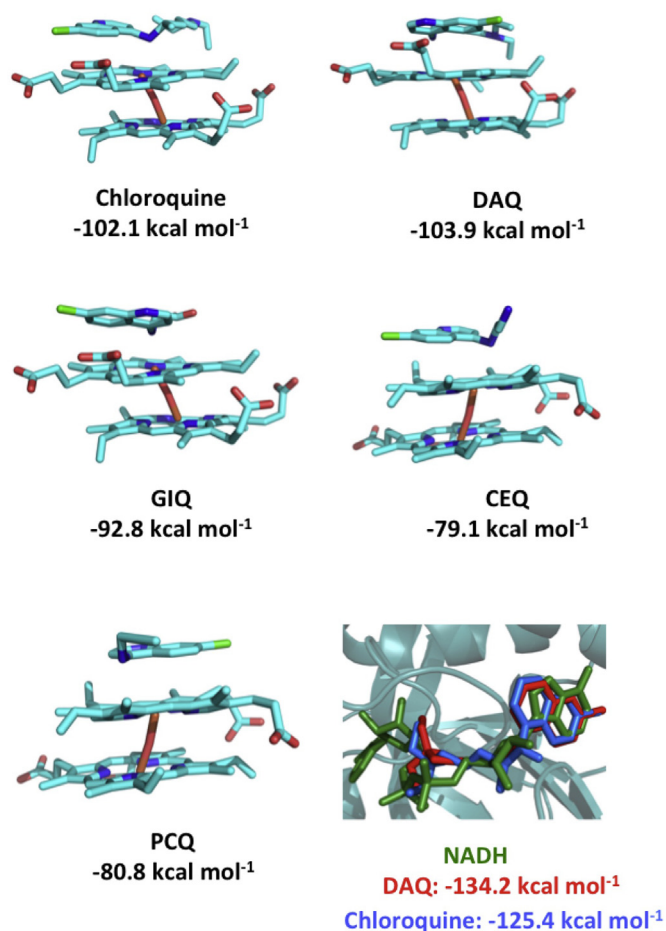 Chloroquine
-102.1 kcal mol⁻¹
DAQ
-103.9 kcal mol⁻¹
GIQ
-92.8 kcal mol⁻¹
CEQ
-79.1 kcal mol⁻¹
PCQ
-80.8 kcal mol⁻¹
NADH
DAQ: -134.2 kcal mol⁻¹
Chloroquine: -125.4 kcal mol⁻¹